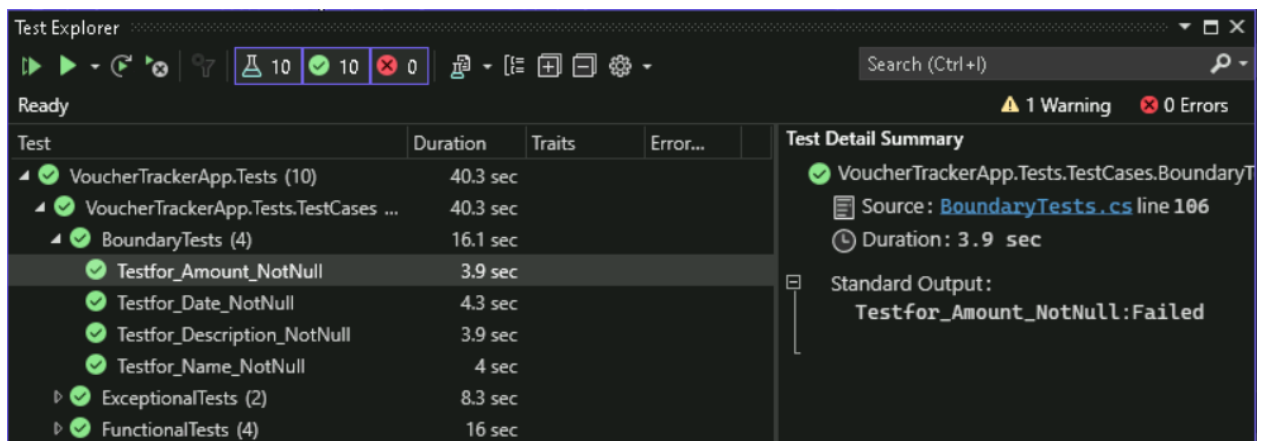 Test Explorer
10 10 0 Search (Ctrl+I)
Ready 1 Warning 0 Errors
Test Duration Traits Error... Test Detail Summary
VoucherTrackerApp.Tests (10) 40.3 sec
VoucherTrackerApp.Tests.TestCases ... 40.3 sec
BoundaryTests (4) 16.1 sec
Testfor_Amount_NotNull 3.9 sec
Testfor_Date_NotNull 4.3 sec
Testfor_Description_NotNull 3.9 sec
Testfor_Name_NotNull 4 sec
ExceptionalTests (2) 8.3 sec
FunctionalTests (4) 16 sec
VoucherTrackerApp.Tests.TestCases.BoundaryT
Source: BoundaryTests.cs line 106
Duration: 3.9 sec
Standard Output:
Testfor_Amount_NotNull:Failed